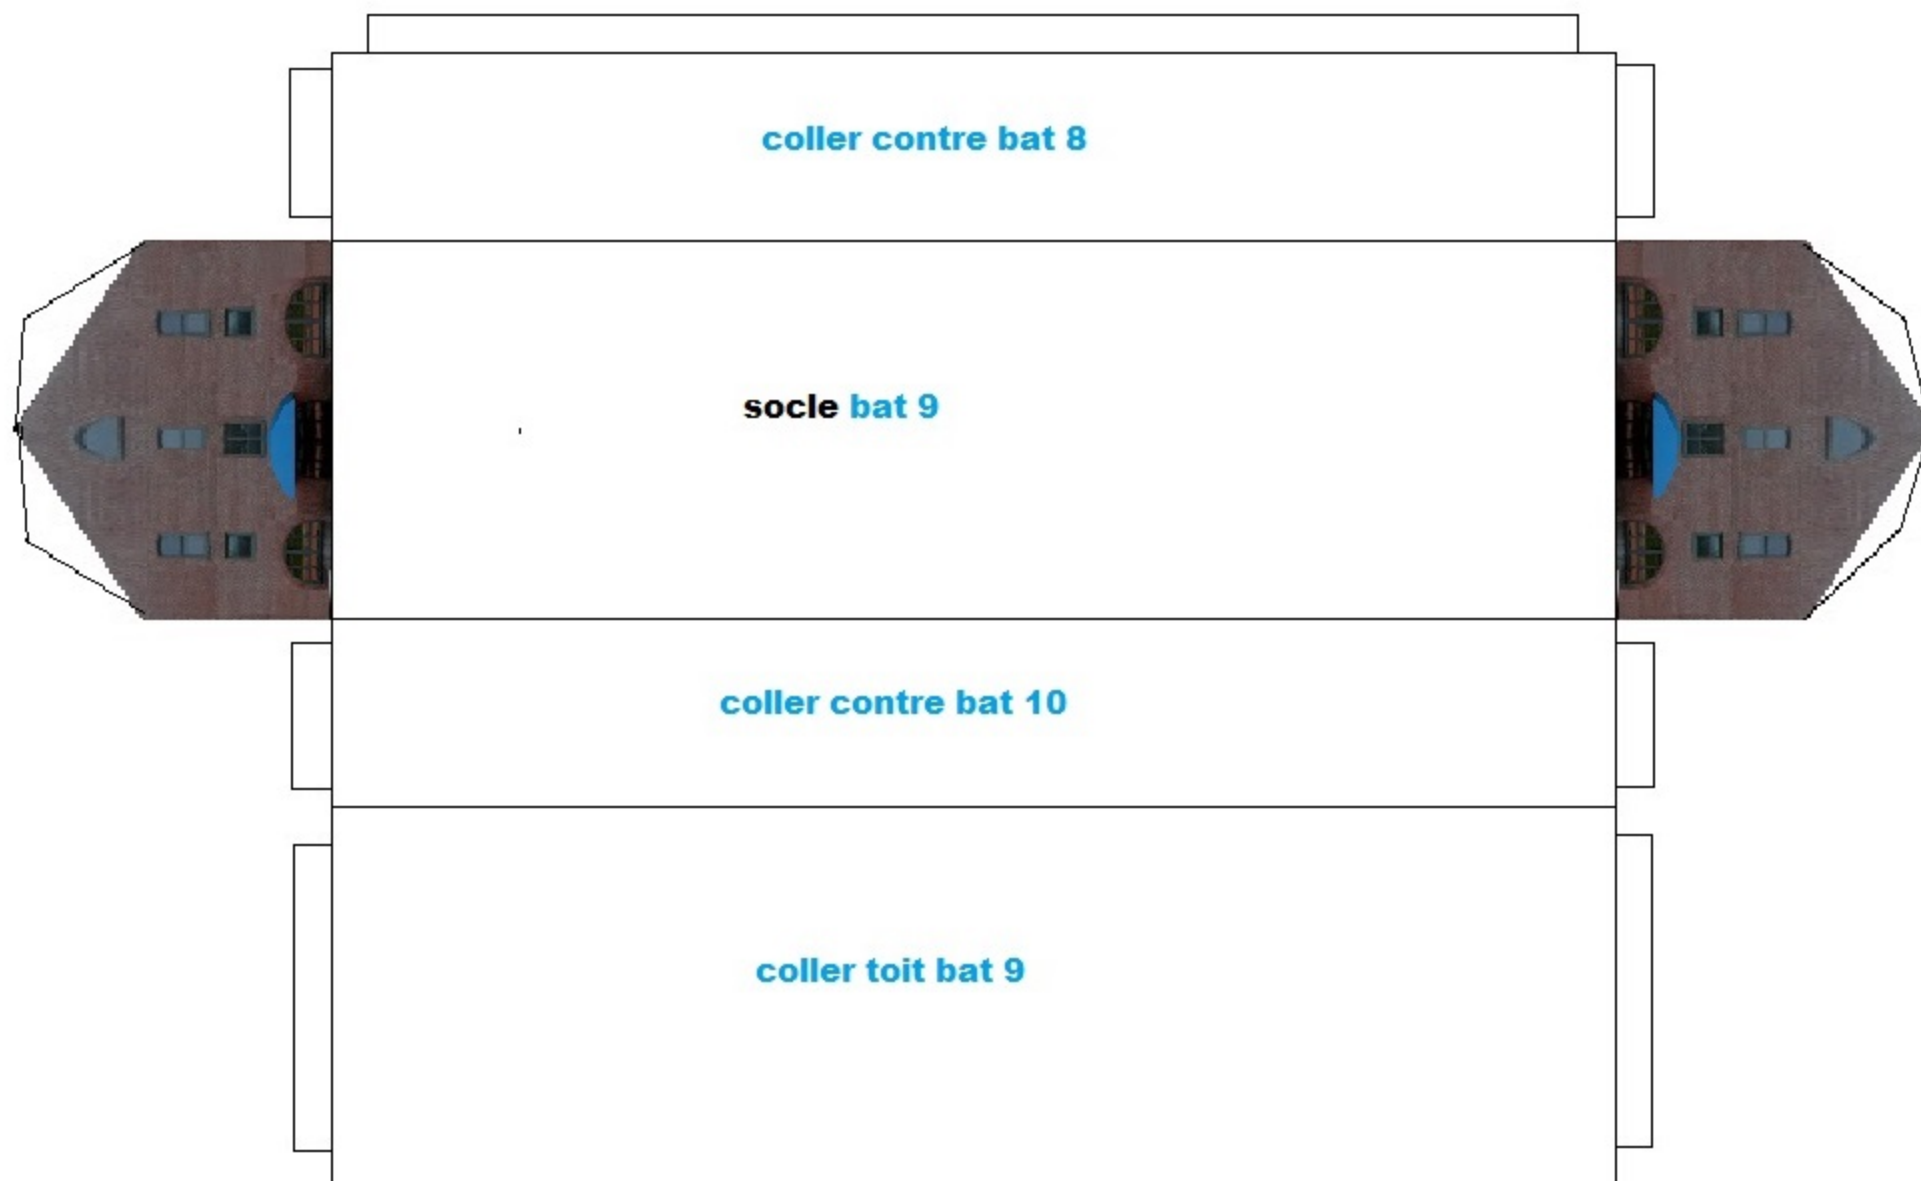 coller contre bat 8
socle bat 9
coller contre bat 10
coller toit bat 9